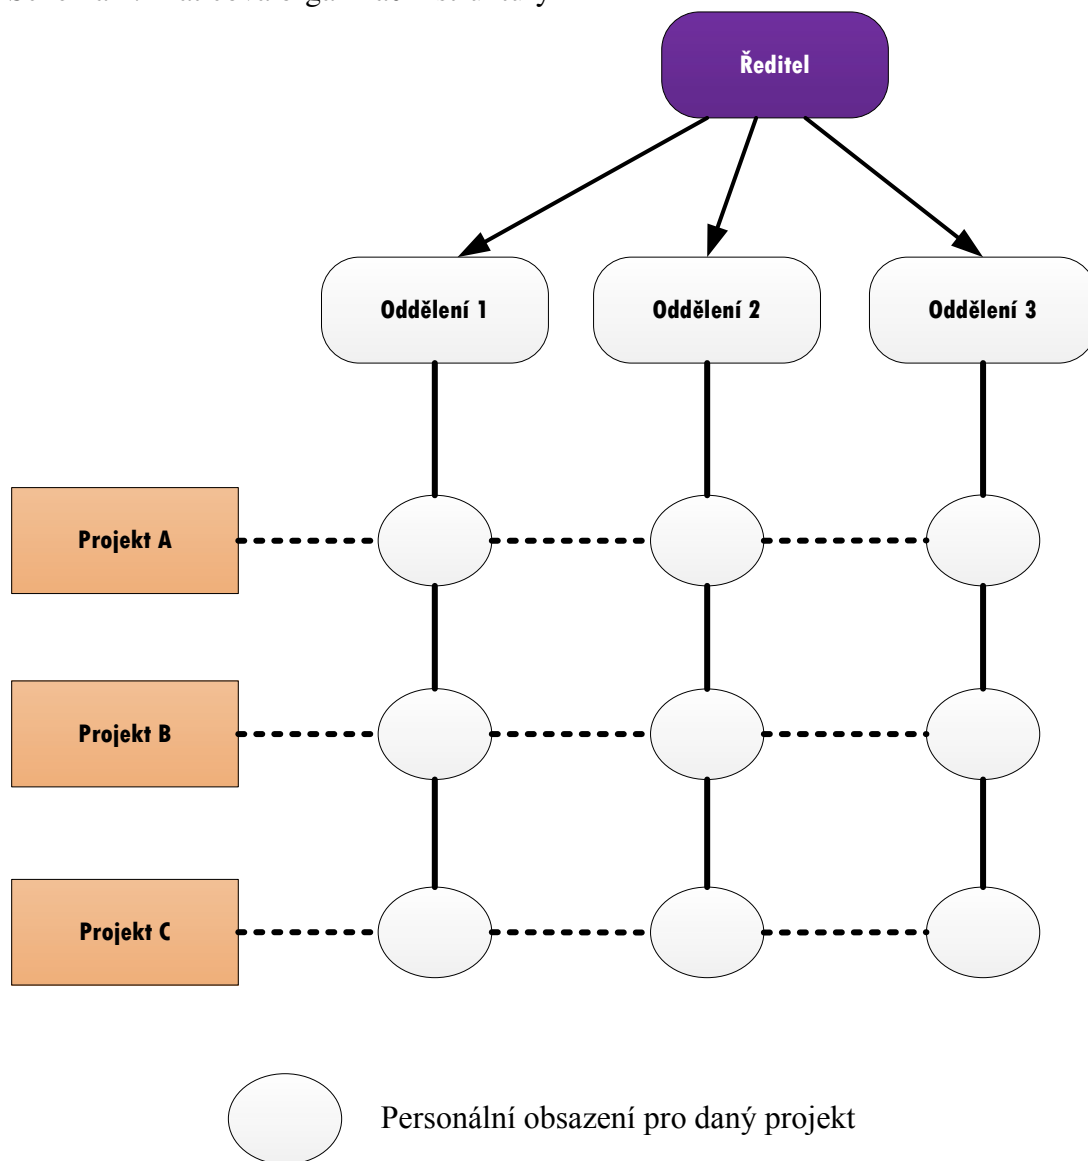 Ředitel
Oddělení 1
Oddělení 2
Oddělení 3
Projekt A
Projekt B
Projekt C
Personální obsazení pro daný projekt